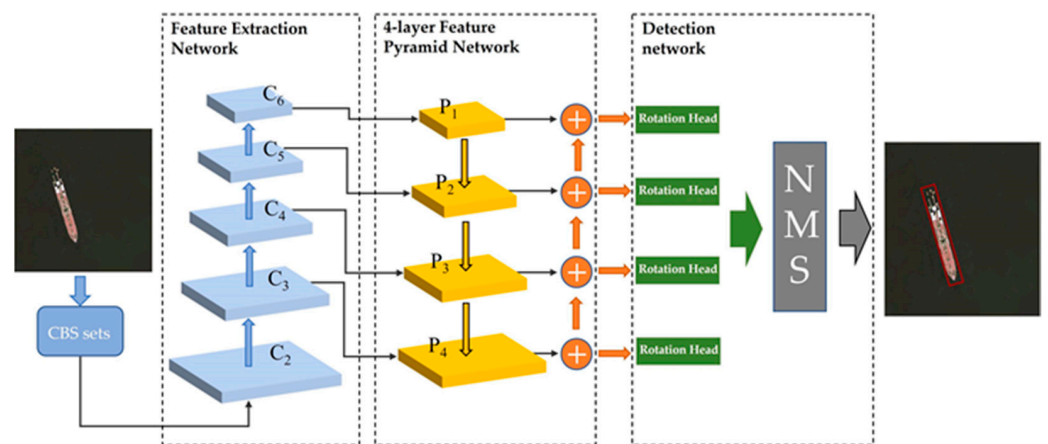 Feature Extraction
Network
4-layer Feature
Pyramid Network
Detection
network
C6
C5
C4
C3
C2
P1
P2
P3
P4
Rotation Head
Rotation Head
Rotation Head
Rotation Head
CBS sets
N
M
S